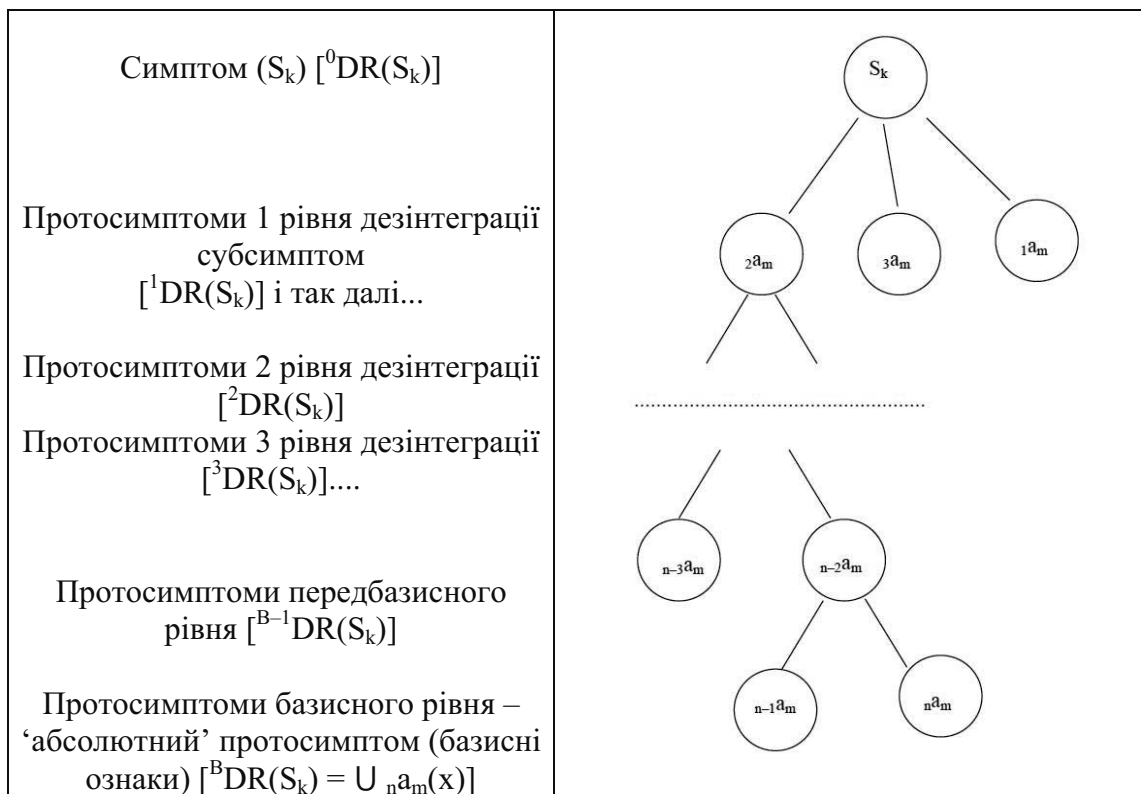 Симптом (Sₖ) [⁰DR(Sₖ)]
Протосимптоми 1 рівня дезінтеграції
субсимптом
[¹DR(Sₖ)] і так далі...
Протосимптоми 2 рівня дезінтеграції
[²DR(Sₖ)]
Протосимптоми 3 рівня дезінтеграції
[³DR(Sₖ)]....
Протосимптоми передбазисного
рівня [ᴮ⁻¹DR(Sₖ)]
Протосимптоми базисного рівня –
‘абсолютний’ протосимптом (базисні
ознаки) [ᴮDR(Sₖ) = ⋃ ₙaₘ(x)]
Sₖ
₂aₘ ₃aₘ ₁aₘ
ₙ₋₃aₘ ₙ₋₂aₘ
ₙ₋₁aₘ ₙaₘ